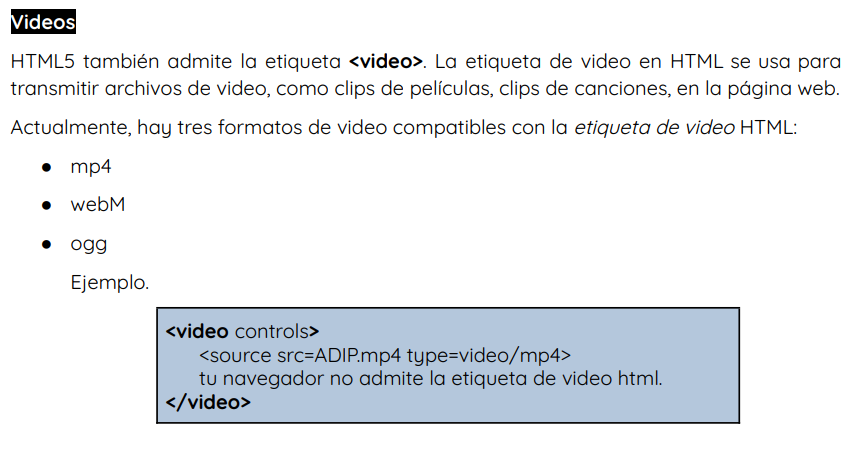 Videos
HTML5 también admite la etiqueta <video>. La etiqueta de video en HTML se usa para
transmitir archivos de video, como clips de películas, clips de canciones, en la página web.
Actualmente, hay tres formatos de video compatibles con la etiqueta de video HTML:
● mp4
● webM
● ogg
Ejemplo.
<video controls>
<source src=ADIP.mp4 type=video/mp4>
tu navegador no admite la etiqueta de video html.
</video>